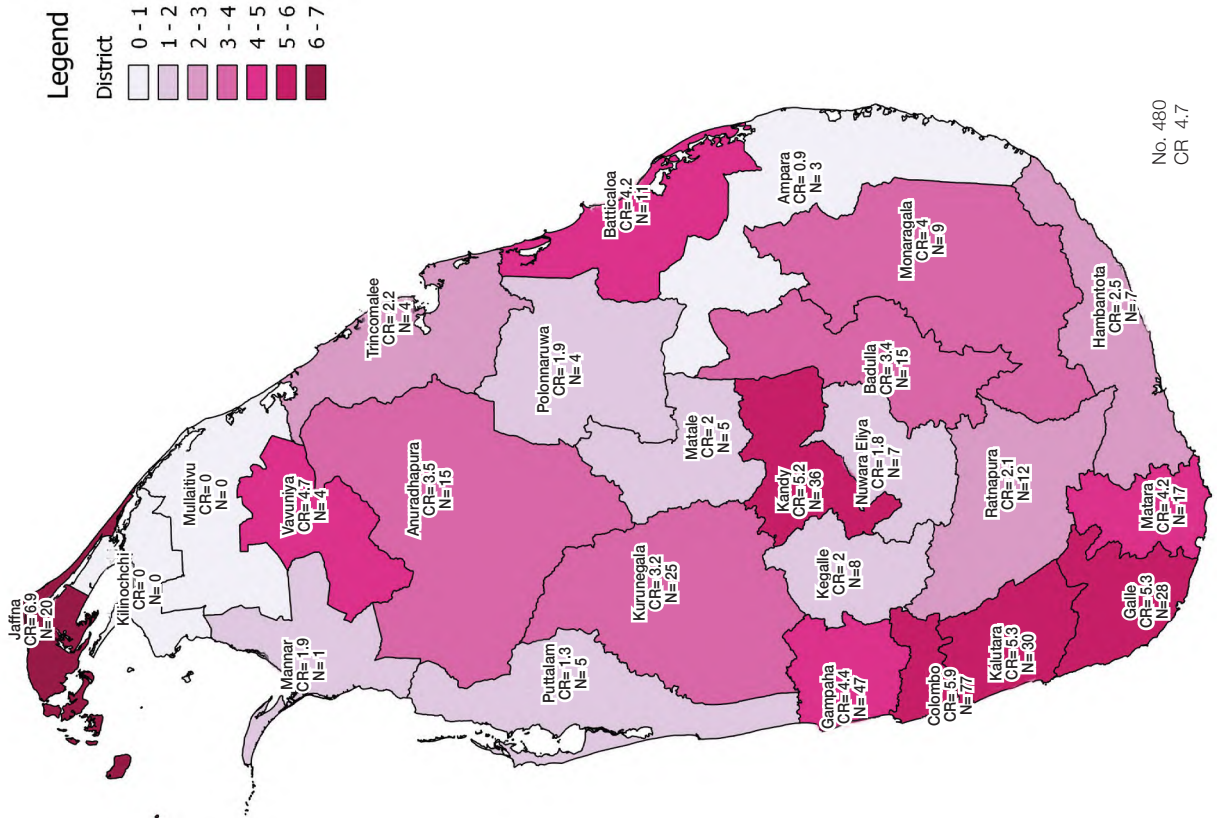 Legend
District
0 - 1
1 - 2
2 - 3
3 - 4
4 - 5
5 - 6
6 - 7
Jaffna
CR= 6.9
N= 20
Kilinochchi
CR= 0
N= 0
Mulaitivu
CR= 0
N= 0
Vavuniya
CR= 4.7
N= 4
Mannar
CR= 1.9
N= 1
Trincomalee
CR= 2.2
N= 4
Anuradhapura
CR= 3.5
N= 15
Polonnaruwa
CR= 1.9
N= 4
Batticaloa
CR= 4.2
N= 11
Puttalam
CR= 1.3
N= 5
Kurunegala
CR= 3.2
N= 25
Matale
CR= 2
N= 5
Ampara
CR= 0.9
N= 3
Kandy
CR= 5.2
N= 36
Kegalle
CR= 2
N=8
Nuwara Eliya
CR= 1.8
N= 7
Badulla
CR= 3.4
N= 15
Monaragala
CR= 4
N= 9
Gampaha
CR= 4.4
N= 47
Colombo
CR=5.9
N=77
Kalutara
CR= 5.3
N= 30
Ratnapura
CR= 2.1
N=12
Hambantota
CR= 2.5
N= 7
Galle
CR= 5.3
N=28
Matara
CR= 4.2
N= 17
No. 480
CR 4.7